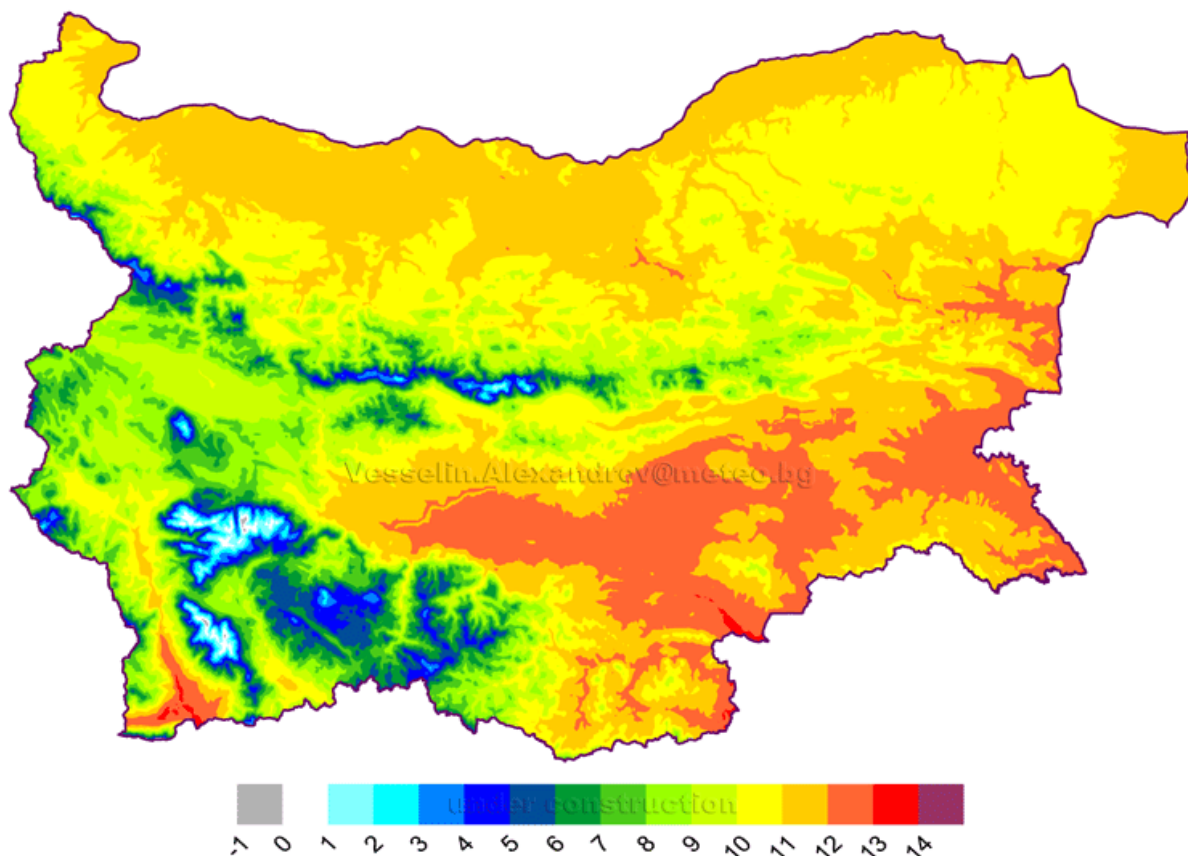 Vesselin.Alexandrov@meteo.bg
under construction
-1 0 1 2 3 4 5 6 7 8 9 10 11 12 13 14